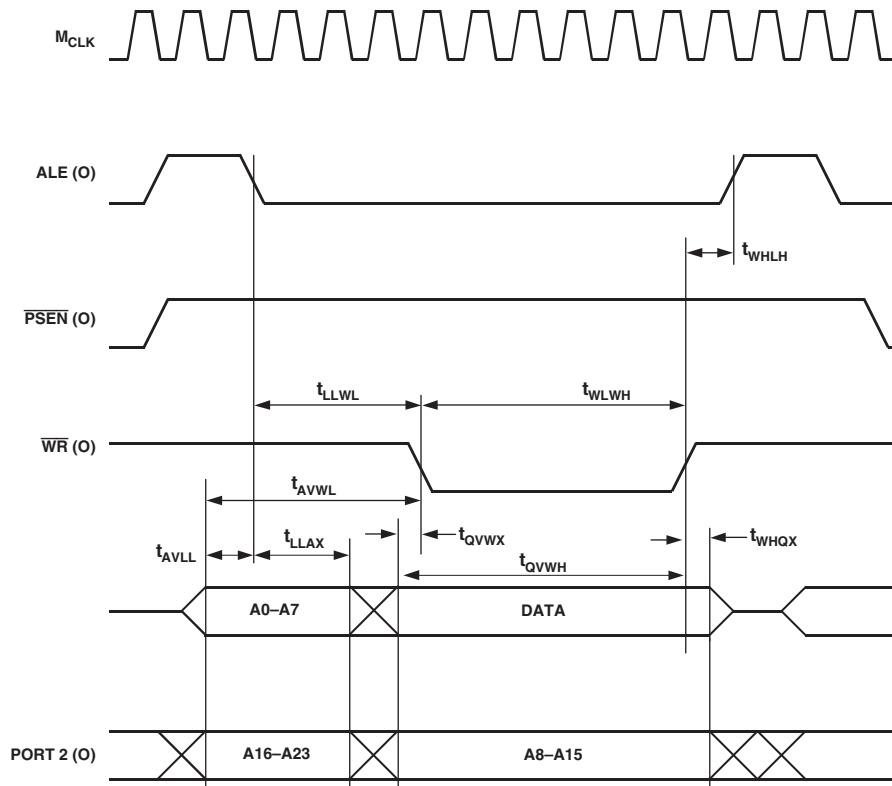 MCLK
ALE (O)
tWHLH
PSEN (O)
tLLWL
tWLWH
WR (O)
tAVWL
tAVLL
tLLAX
tQVWX
tWHQX
tQVWH
A0–A7
DATA
PORT 2 (O)
A16–A23
A8–A15